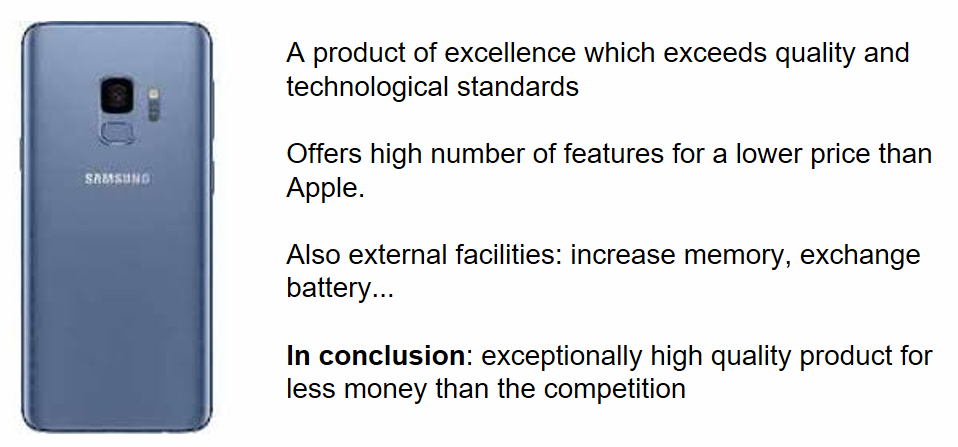 SAMSUNG
A product of excellence which exceeds quality and
technological standards
Offers high number of features for a lower price than
Apple.
Also external facilities: increase memory, exchange
battery...
In conclusion: exceptionally high quality product for
less money than the competition